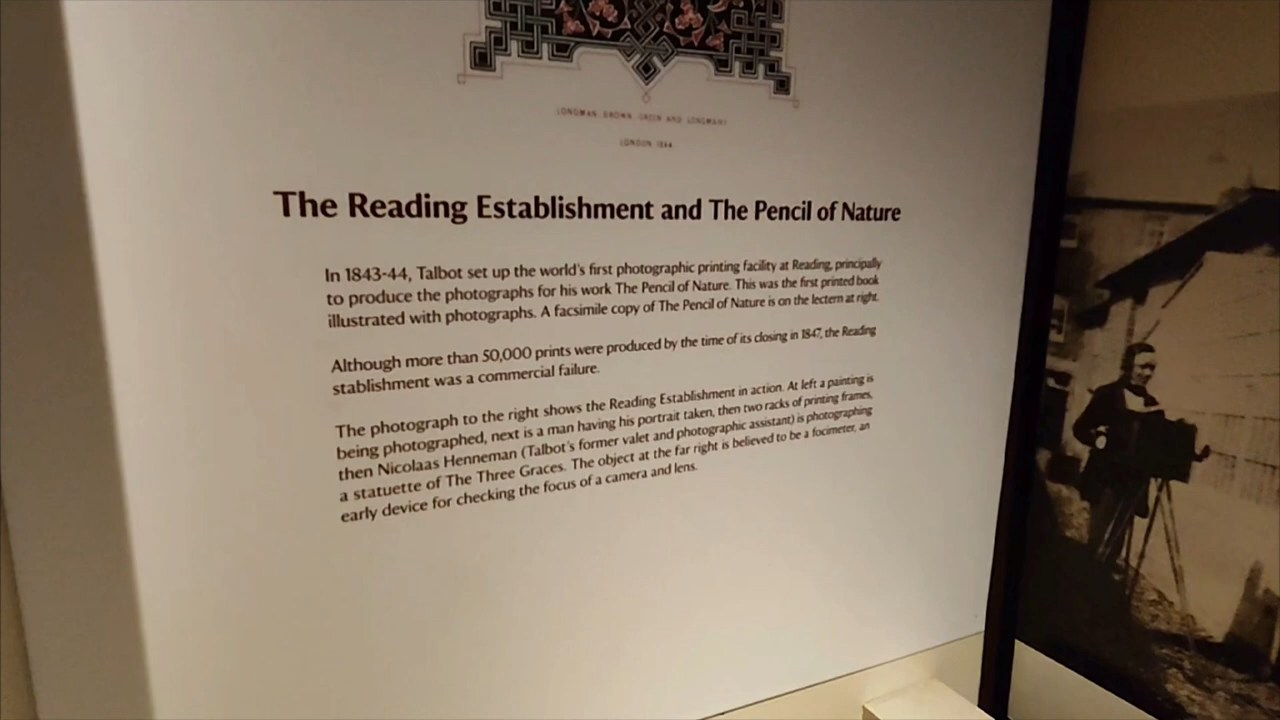 LONGMAN, BROWN, GREEN AND LONGMANS
LONDON 1844
The Reading Establishment and The Pencil of Nature
In 1843-44, Talbot set up the world's first photographic printing facility at Reading, principally
to produce the photographs for his work The Pencil of Nature. This was the first printed book
illustrated with photographs. A facsimile copy of The Pencil of Nature is on the lectern at right.
Although more than 50,000 prints were produced by the time of its closing in 1847, the Reading
stablishment was a commercial failure.
The photograph to the right shows the Reading Establishment in action. At left a painting is
being photographed, next is a man having his portrait taken, then two racks of printing frames,
then Nicolaas Henneman (Talbot's former valet and photographic assistant) is photographing
a statuette of The Three Graces. The object at the far right is believed to be a focimeter, an
early device for checking the focus of a camera and lens.